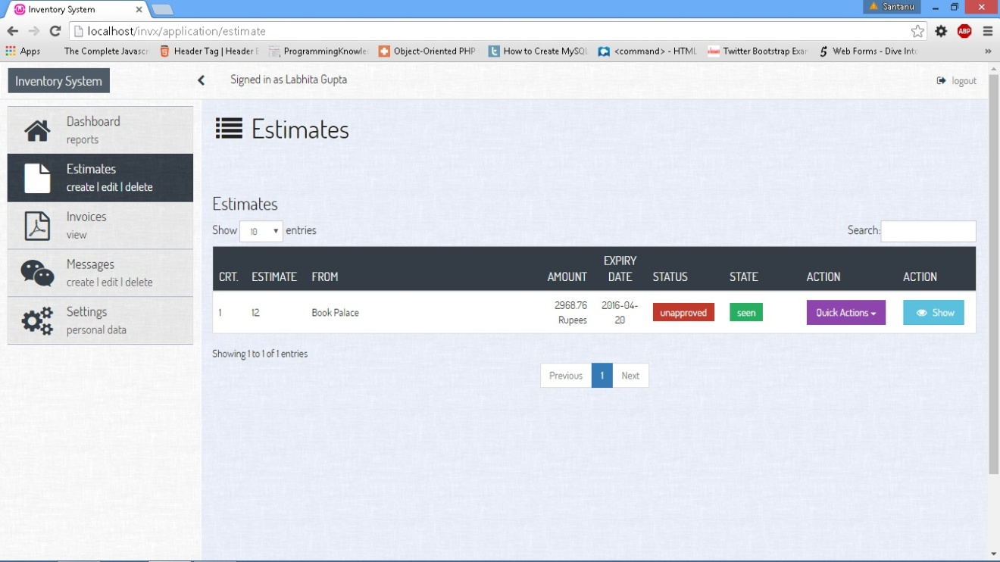 Inventory System
Santanu
localhost/invx/application/estimate
ABP
Apps
The Complete Javascr
Header Tag | Header E
ProgrammingKnowle
Object-Oriented PHP
How to Create MySQL
<command> - HTML
Twitter Bootstrap Exar
Web Forms - Dive Into
Inventory System
Signed in as Labhita Gupta
logout
Dashboard
reports
Estimates
create | edit | delete
Invoices
view
Messages
create | edit | delete
Settings
personal data
Estimates
Estimates
Show 10 entries
Search:
CRT. ESTIMATE FROM AMOUNT EXPIRY DATE STATUS STATE ACTION ACTION
1 12 Book Palace 2968.76 Rupees 2016-04-20 unapproved seen Quick Actions Show
Showing 1 to 1 of 1 entries
Previous 1 Next